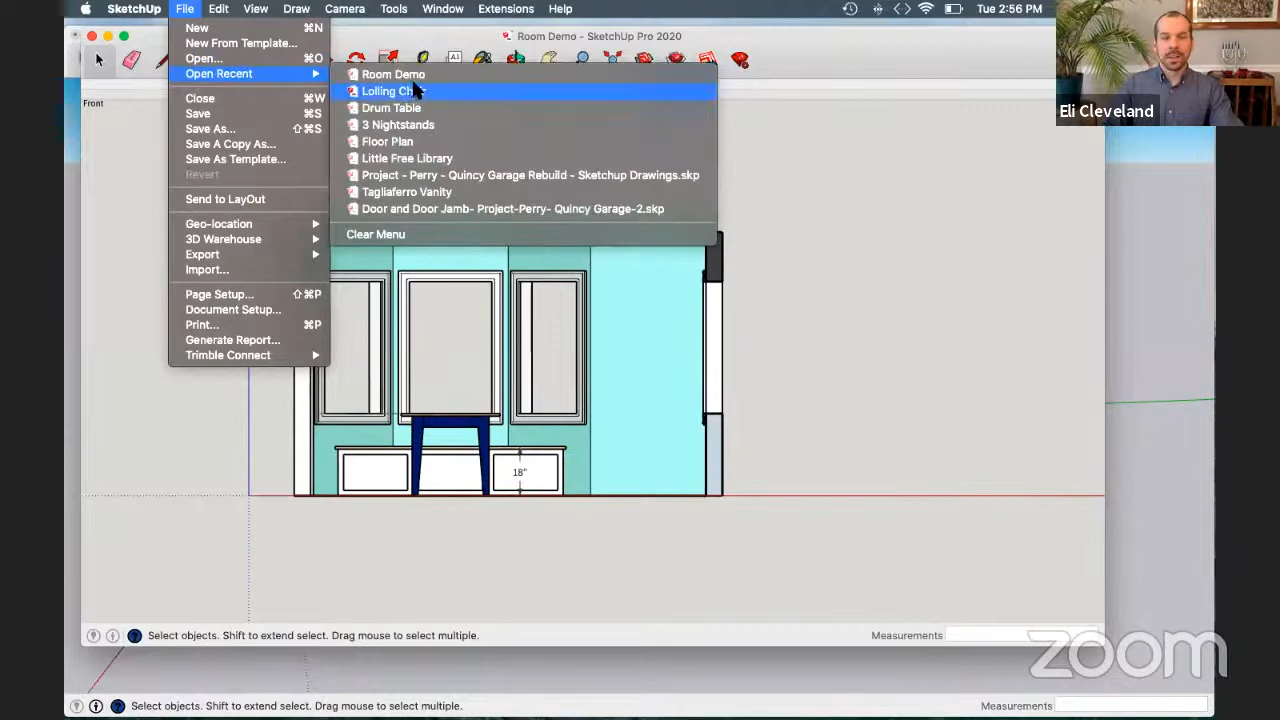 SketchUp File Edit View Draw Camera Tools Window Extensions Help Tue 2:56 PM
Room Demo - SketchUp Pro 2020
New ⌘N
New From Template...
Open... ⌘O
Open Recent
Close ⌘W
Save ⌘S
Save As... ⇧⌘S
Save A Copy As...
Save As Template...
Revert
Send to LayOut
Geo-location
3D Warehouse
Export
Import...
Page Setup... ⇧⌘P
Document Setup...
Print... ⌘P
Generate Report...
Trimble Connect
Room Demo
Lolling
Drum Table
3 Nightstands
Floor Plan
Little Free Library
Project - Perry - Quincy Garage Rebuild - Sketchup Drawings.skp
Tagliaferro Vanity
Door and Door Jamb- Project-Perry- Quincy Garage-2.skp
Clear Menu
Eli Cleveland
Front
A1
18"
Select objects. Shift to extend select. Drag mouse to select multiple. Measurements
zoom
Select objects. Shift to extend select. Drag mouse to select multiple. Measurements